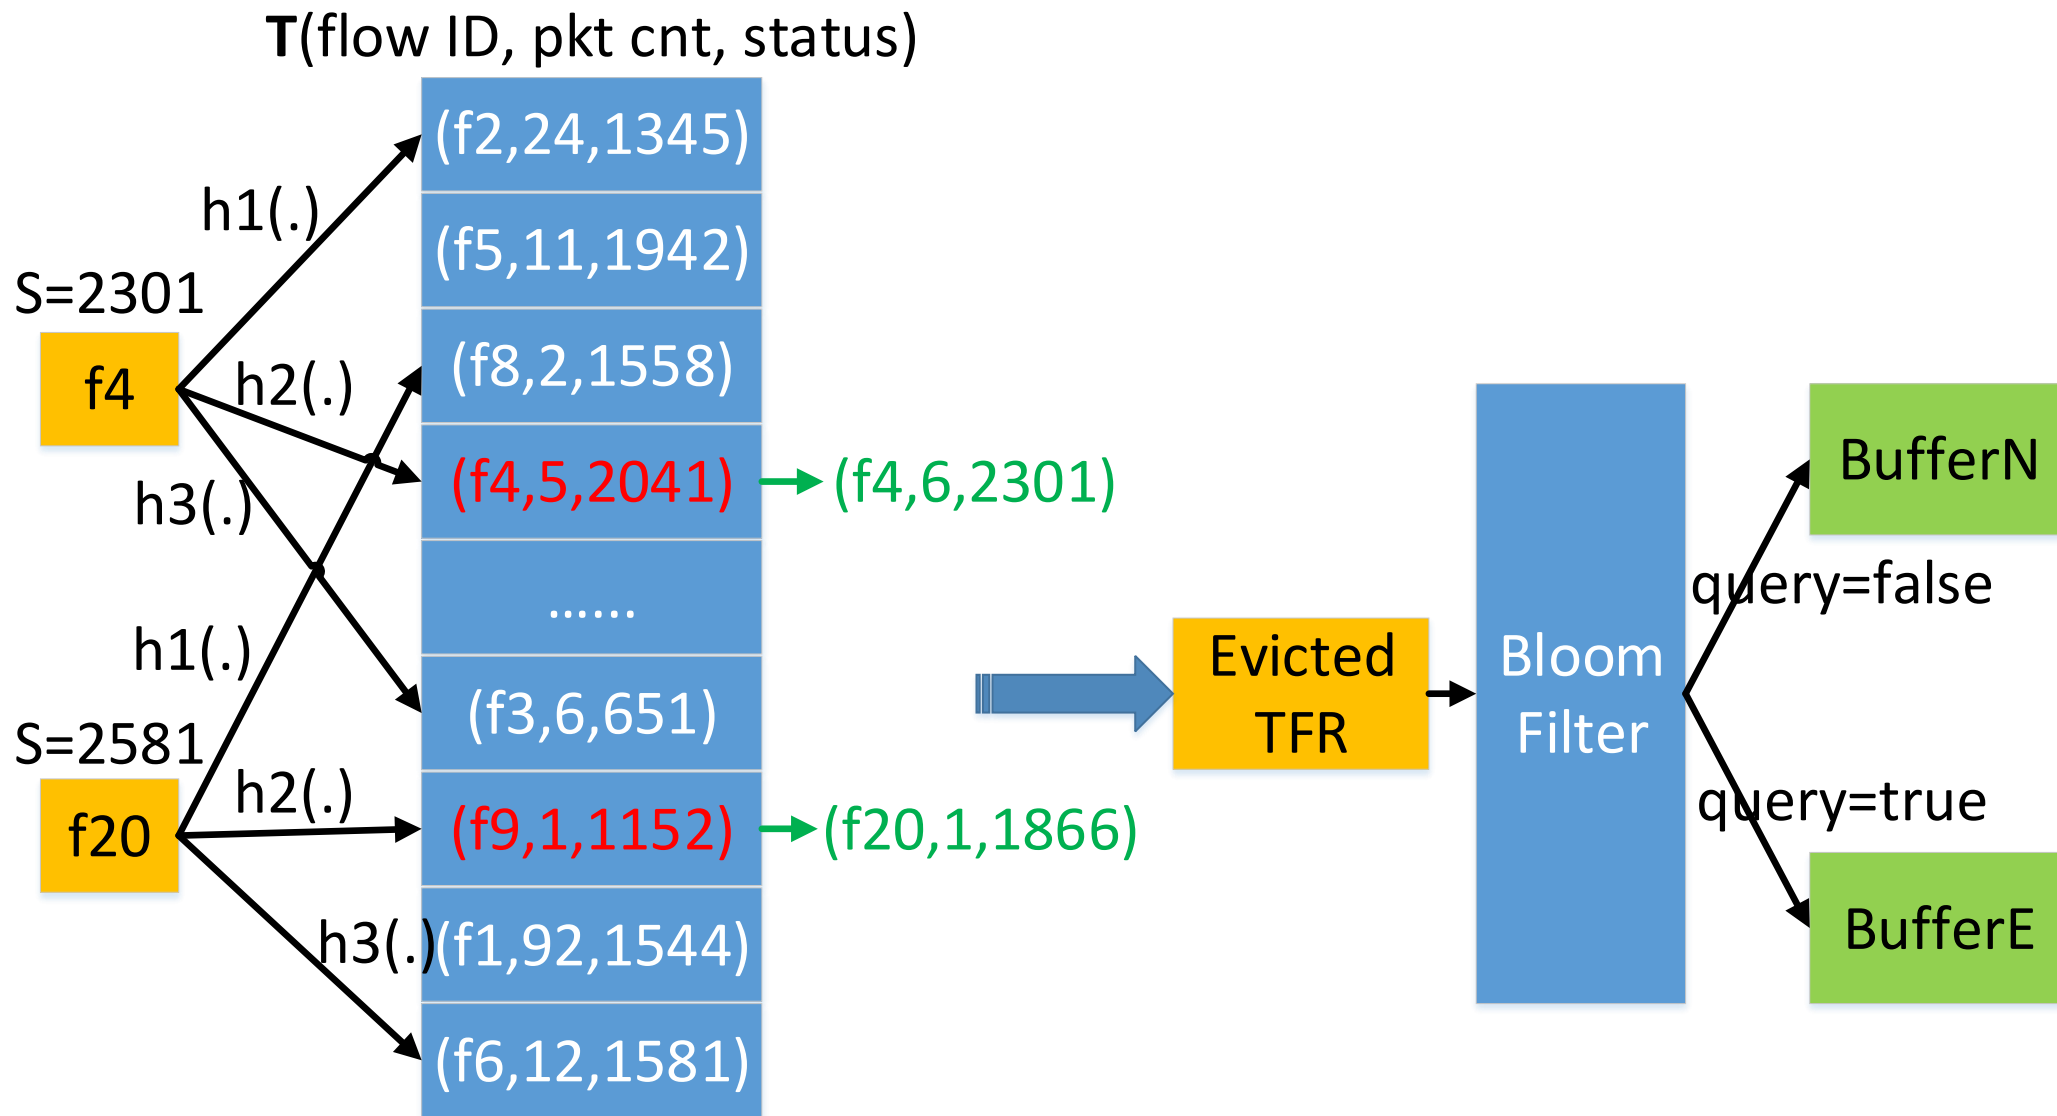 T(flow ID, pkt cnt, status)
(f2,24,1345)
h1(.)
(f5,11,1942)
S=2301
f4
h2(.)
(f8,2,1558)
h3(.)
(f4,5,2041)
(f4,6,2301)
......
h1(.)
(f3,6,651)
S=2581
f20
h2(.)
(f9,1,1152)
(f20,1,1866)
h3(.)
(f1,92,1544)
(f6,12,1581)
Evicted
TFR
Bloom
Filter
BufferN
query=false
query=true
BufferE